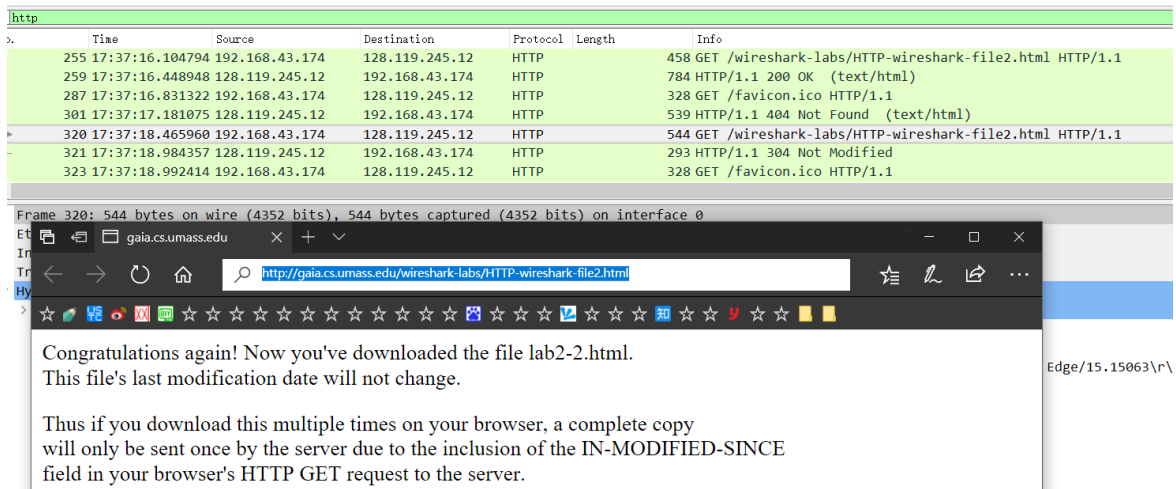 http
o. Time Source Destination Protocol Length Info
255 17:37:16.104794 192.168.43.174 128.119.245.12 HTTP 458 GET /wireshark-labs/HTTP-wireshark-file2.html HTTP/1.1
259 17:37:16.448948 128.119.245.12 192.168.43.174 HTTP 784 HTTP/1.1 200 OK (text/html)
287 17:37:16.831322 192.168.43.174 128.119.245.12 HTTP 328 GET /favicon.ico HTTP/1.1
301 17:37:17.181075 128.119.245.12 192.168.43.174 HTTP 539 HTTP/1.1 404 Not Found (text/html)
320 17:37:18.465960 192.168.43.174 128.119.245.12 HTTP 544 GET /wireshark-labs/HTTP-wireshark-file2.html HTTP/1.1
321 17:37:18.984357 128.119.245.12 192.168.43.174 HTTP 293 HTTP/1.1 304 Not Modified
323 17:37:18.992414 192.168.43.174 128.119.245.12 HTTP 328 GET /favicon.ico HTTP/1.1
Frame 320: 544 bytes on wire (4352 bits), 544 bytes captured (4352 bits) on interface 0
Et
gaia.cs.umass.edu
In
Tr
http://gaia.cs.umass.edu/wireshark-labs/HTTP-wireshark-file2.html
Hy
知
Congratulations again! Now you've downloaded the file lab2-2.html.
Edge/15.15063\r\
This file's last modification date will not change.
Thus if you download this multiple times on your browser, a complete copy
will only be sent once by the server due to the inclusion of the IN-MODIFIED-SINCE
field in your browser's HTTP GET request to the server.